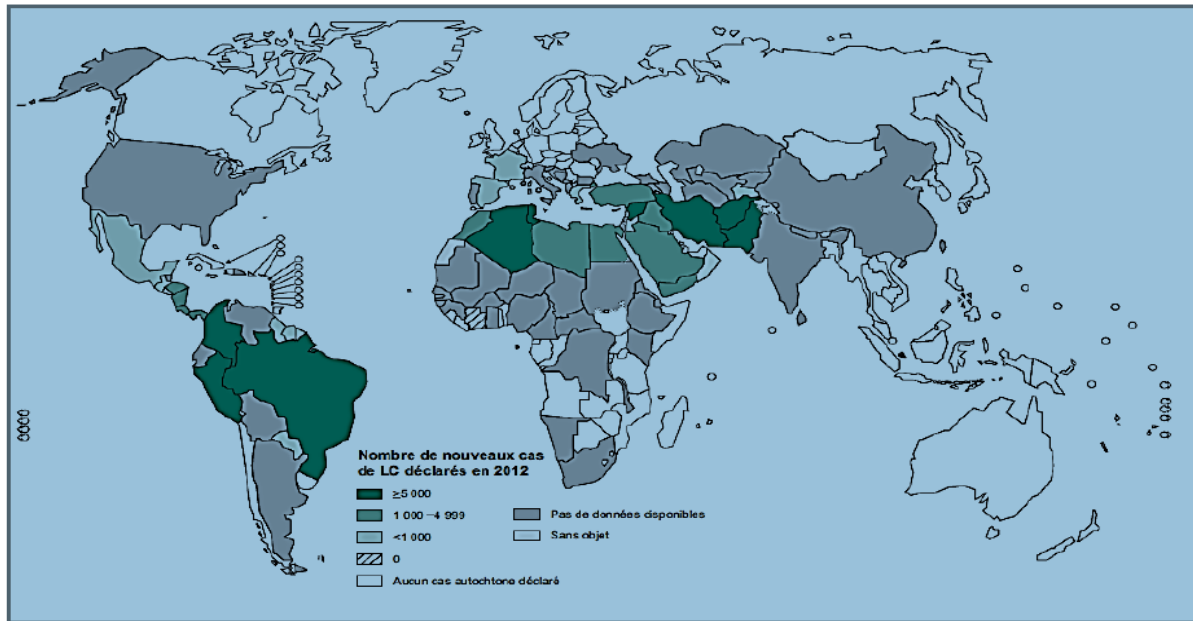 Nombre de nouveaux cas
de LC déclarés en 2012
≥5 000
1 000 –4 999
<1 000
0
Aucun cas autochtone déclaré
Pas de données disponibles
Sans objet